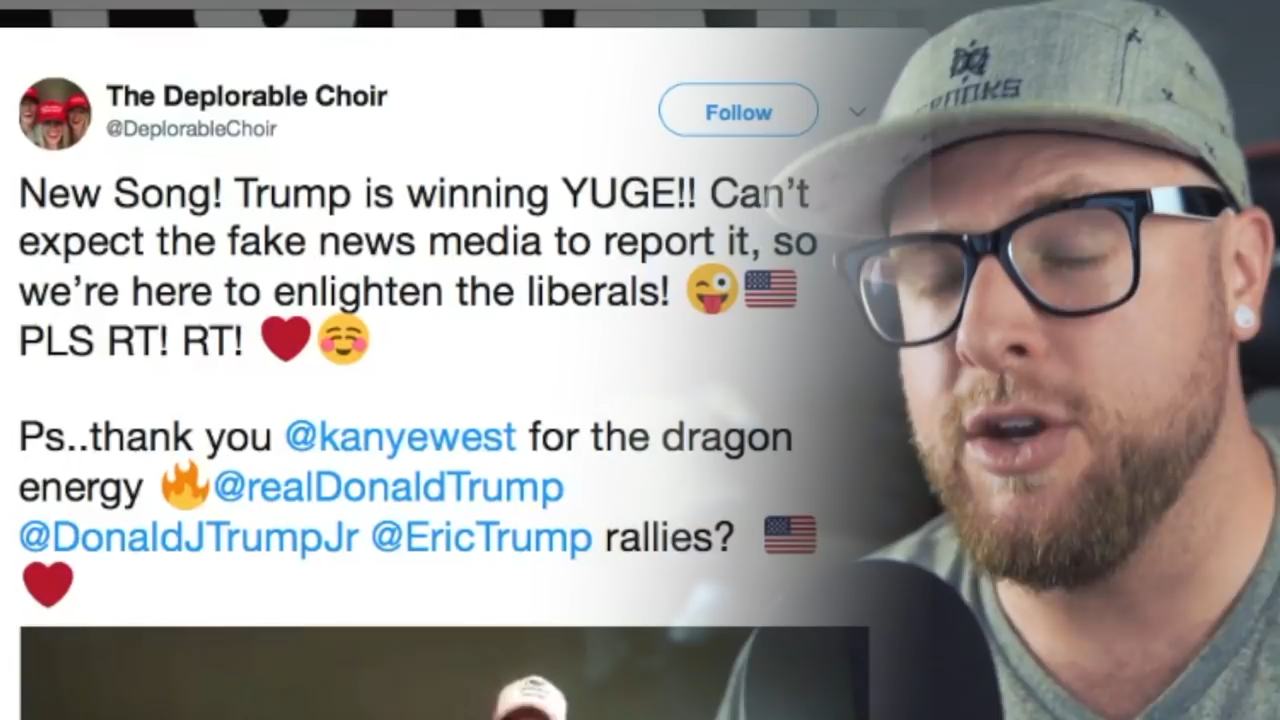 The Deplorable Choir
@DeplorableChoir
Follow
New Song! Trump is winning YUGE!! Can't
expect the fake news media to report it, so
we're here to enlighten the liberals! 😜🇺🇸
PLS RT! RT! ❤️☺️
Ps..thank you @kanyewest for the dragon
energy 🔥@realDonaldTrump
@DonaldJTrumpJr @EricTrump rallies? 🇺🇸
❤️